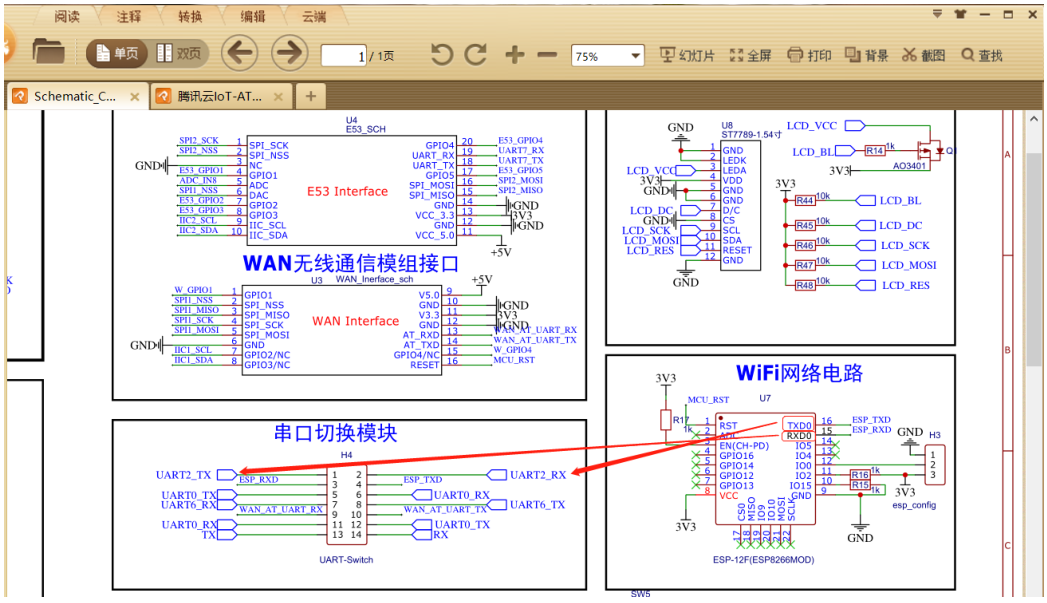 阅读 注释 转换 编辑 云端
单页 双页 1 / 1页 75% 幻灯片 全屏 打印 背景 截图 查找
Schematic_C... × 腾讯云IoT-AT... × +
U4
E53_SCH
SPI2_SCK 1 SPI_SCK GPIO4 20 E53_GPIO4
SPI2_NSS 2 SPI_NSS UART_RX 19 UART7_RX
GND 3 NC UART_TX 18 UART7_TX
E53_GPIO1 4 GPIO1 GPIO5 17 E53_GPIO5
ADC_IN8 5 ADC SPI_MOSI 16 SPI2_MOSI
SPI1_NSS 6 DAC SPI_MISO 15 SPI2_MISO
E53_GPIO2 7 GPIO2 GND 14 GND
E53_GPIO3 8 GPIO3 VCC_3.3 13 3V3
IIC2_SCL 9 IIC_SCL GND 12 GND
IIC2_SDA 10 IIC_SDA VCC_5.0 11
E53 Interface
+5V
WAN无线通信模组接口
U3 WAN_Inerface_sch +5V
W_GPIO1 1 GPIO1 V5.0 9
SPI1_NSS 2 SPI_NSS GND 10 GND
SPI1_MISO 3 SPI_MISO V3.3 11 3V3
SPI1_SCK 4 SPI_SCK GND 12 GND
SPI1_MOSI 5 SPI_MOSI AT_RXD 13 WAN_AT_UART_RX
GND 6 GND AT_TXD 14 WAN_AT_UART_TX
IIC1_SCL 7 GPIO2/NC GPIO4/NC 15 W_GPIO4
IIC1_SDA 8 GPIO3/NC RESET 16 MCU_RST
WAN Interface
串口切换模块
H4
UART2_TX 1 2 UART2_RX
ESP_RXD 3 4 ESP_TXD
UART0_TX 5 6 UART0_RX
UART6_RX 7 8 UART6_TX
WAN_AT_UART_RX 9 10 WAN_AT_UART_TX
UART0_RX 11 12 UART0_TX
TX 13 14 RX
UART-Switch
GND
U8
ST7789-1.54寸
1 GND
2 LEDK
LCD_VCC 3 LEDA
3V3 4 VDD
GND 5 GND
6 GND
LCD_DC 7 D/C
GND 8 CS
LCD_SCK 9 SCL
LCD_MOSI 10 SDA
LCD_RES 11 RESET
12 GND
GND
LCD_VCC
LCD_BL R14 1k
3V3 AO3401
3V3
R44 10k LCD_BL
R45 10k LCD_DC
R46 10k LCD_SCK
R47 10k LCD_MOSI
R48 10k LCD_RES
A
B
C
WiFi网络电路
3V3
U7
MCU_RST
R17
1k
1 RST TXD0 16 ESP_TXD
2 ADC RXD0 15 ESP_RXD
3 EN(CH-PD) IO5 14
4 GPIO16 IO4 13
5 GPIO14 IO0 12
6 GPIO12 IO2 11 R16 1k
7 GPIO13 IO15 10 R15 1k
8 VCC GND 9
CS0 MISO IO9 IO10 MOSI SCLK
17 18 19 20 21 22
3V3
ESP-12F(ESP8266MOD)
GND H3
1
2
3
3V3
esp_config
GND
SW5